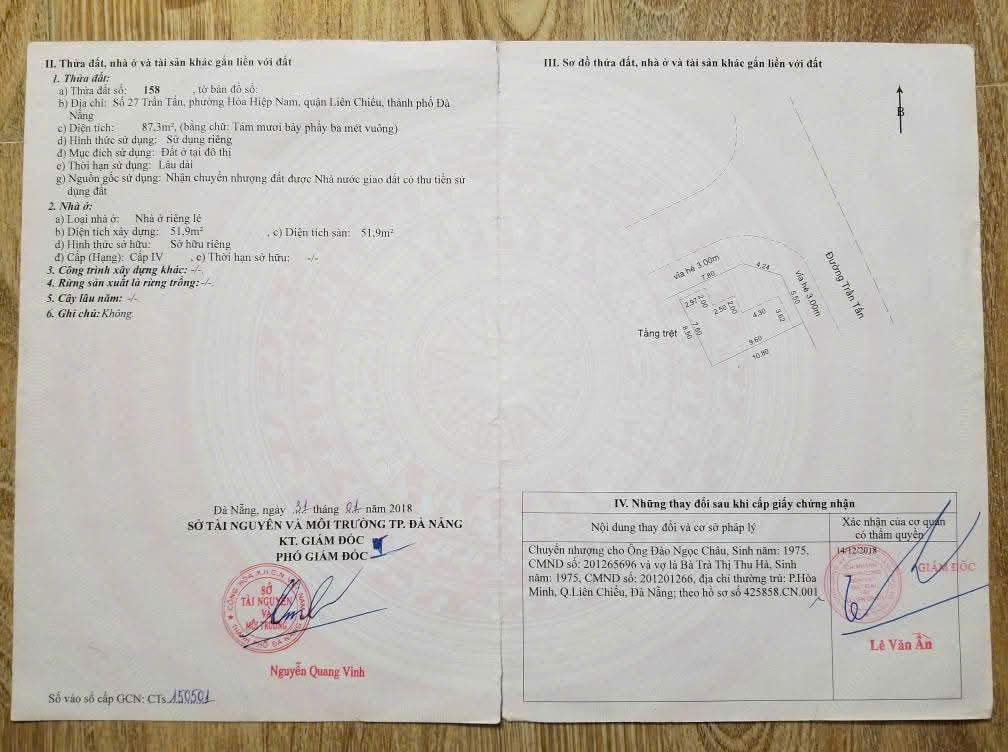 II. Thửa đất, nhà ở và tài sản khác gắn liền với đất
1. Thửa đất:
a) Thửa đất số: 158 , tờ bản đồ số:
b) Địa chỉ: Số 27 Trần Tấn, phường Hòa Hiệp Nam, quận Liên Chiểu, thành phố Đà
Nẵng
c) Diện tích: 87,3m², (bằng chữ: Tám mươi bảy phẩy ba mét vuông)
d) Hình thức sử dụng: Sử dụng riêng
đ) Mục đích sử dụng: Đất ở tại đô thị
e) Thời hạn sử dụng: Lâu dài
g) Nguồn gốc sử dụng: Nhận chuyển nhượng đất được Nhà nước giao đất có thu tiền sử
dụng đất
2. Nhà ở:
a) Loại nhà ở: Nhà ở riêng lẻ
b) Diện tích xây dựng: 51,9m² , c) Diện tích sàn: 51,9m²
d) Hình thức sở hữu: Sở hữu riêng
đ) Cấp (Hạng): Cấp IV , e) Thời hạn sở hữu: -/-
3. Công trình xây dựng khác: -/-
4. Rừng sản xuất là rừng trồng: -/-
5. Cây lâu năm: -/-
6. Ghi chú: Không.
Đà Nẵng, ngày 31 tháng 01 năm 2018
SỞ TÀI NGUYÊN VÀ MÔI TRƯỜNG TP. ĐÀ NẴNG
KT. GIÁM ĐỐC
PHÓ GIÁM ĐỐC
SỞ
TÀI NGUYÊN
VÀ
MÔI TRƯỜNG
Nguyễn Quang Vinh
Số vào sổ cấp GCN: CTs 150501
III. Sơ đồ thửa đất, nhà ở và tài sản khác gắn liền với đất
B
vỉa hè 3.00m
7.80
4.24
5.50
vỉa hè 3.00m
Đường Trần Tấn
2.97
2.00
2.50
2.00
4.30
3.62
Tầng trệt
7.60
8.50
9.60
10.80
IV. Những thay đổi sau khi cấp giấy chứng nhận
Nội dung thay đổi và cơ sở pháp lý
Xác nhận của cơ quan
có thẩm quyền
Chuyển nhượng cho Ông Đào Ngọc Châu, Sinh năm: 1975,
CMND số: 201265696 và vợ là Bà Trà Thị Thu Hà, Sinh
năm: 1975, CMND số: 201201266, địa chỉ thường trú: P.Hòa
Minh, Q.Liên Chiểu, Đà Nẵng; theo hồ sơ số 425858.CN.001
14/12/2018
GIÁM ĐỐC
Lê Văn Ẩn